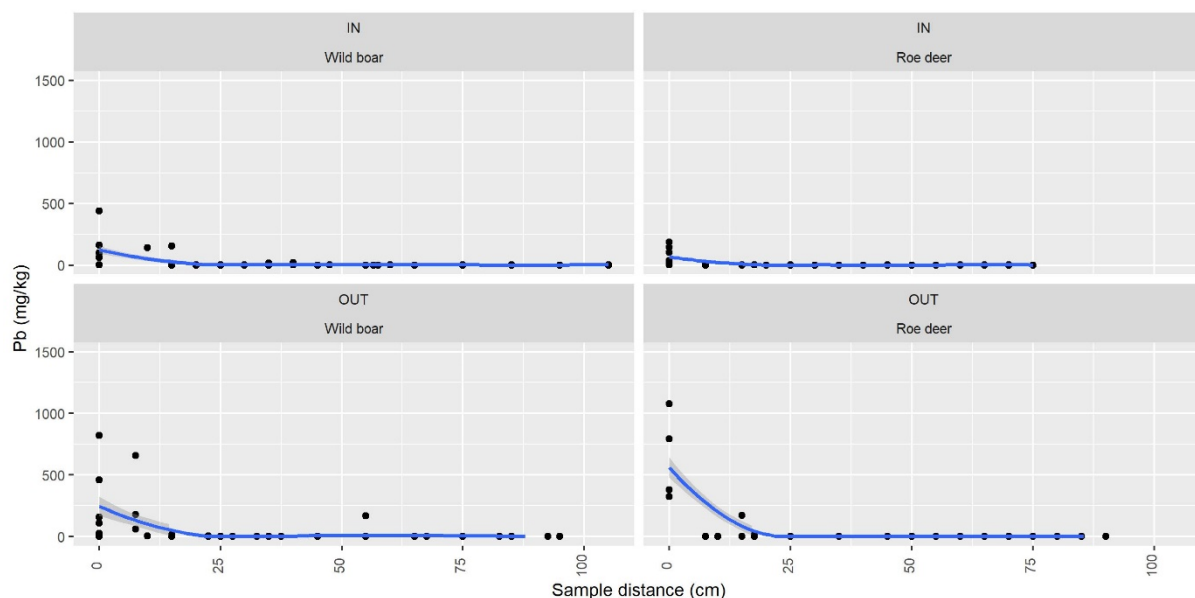 IN
IN
Wild boar
Roe deer
1500
1000
500
0
OUT
OUT
Wild boar
Roe deer
1500
1000
500
0
Pb (mg/kg)
0
25
50
75
100
0
25
50
75
100
Sample distance (cm)